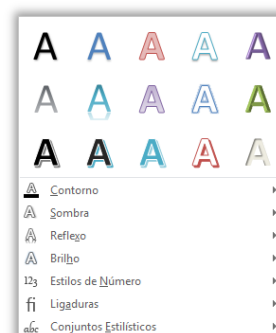 A A A A A
A A A A A
A A A A A
A Contorno
A Sombra
A Reflexo
A Brilho
123 Estilos de Número
fi Ligaduras
abc Conjuntos Estilísticos